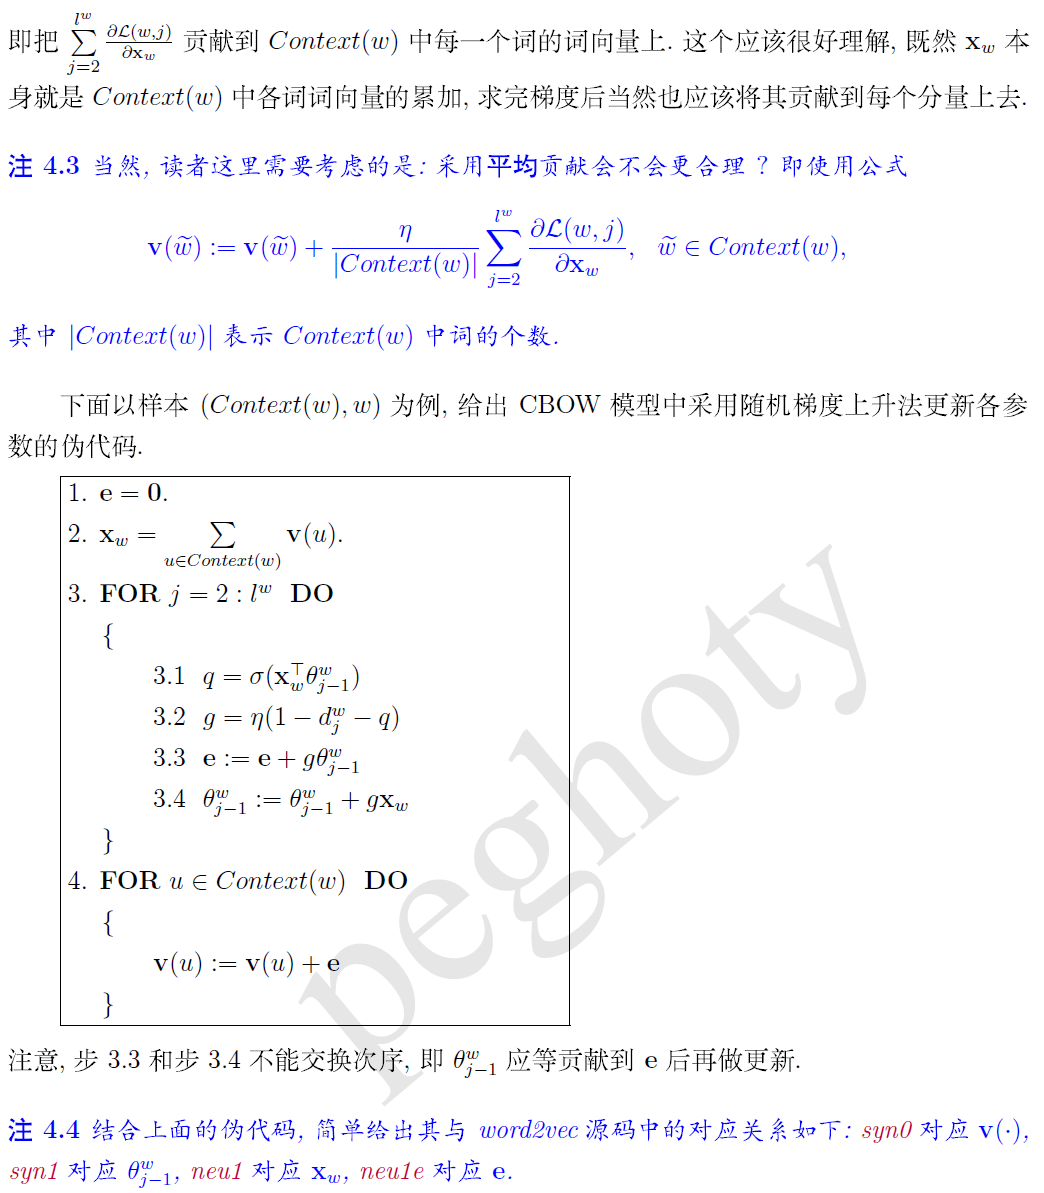 即把 $\sum\limits_{j=2}^{l^w} \frac{\partial \mathcal{L}(w,j)}{\partial \mathbf{x}_w}$ 贡献到 $Context(w)$ 中每一个词的词向量上. 这个应该很好理解, 既然 $\mathbf{x}_w$ 本
身就是 $Context(w)$ 中各词词向量的累加, 求完梯度后当然也应该将其贡献到每个分量上去.
注 4.3 当然, 读者这里需要考虑的是: 采用平均贡献会不会更合理 ? 即使用公式
$\mathbf{v}(\widetilde{w}) := \mathbf{v}(\widetilde{w}) + \frac{\eta}{|Context(w)|} \sum\limits_{j=2}^{l^w} \frac{\partial \mathcal{L}(w,j)}{\partial \mathbf{x}_w}, \quad \widetilde{w} \in Context(w),$
其中 $|Context(w)|$ 表示 $Context(w)$ 中词的个数.
下面以样本 $(Context(w), w)$ 为例, 给出 CBOW 模型中采用随机梯度上升法更新各参
数的伪代码.
1. $\mathbf{e} = \mathbf{0}$.
2. $\mathbf{x}_w = \sum\limits_{u \in Context(w)} \mathbf{v}(u)$.
3. FOR $j = 2 : l^w$ DO
{
3.1 $q = \sigma(\mathbf{x}_w^\top \theta_{j-1}^w)$
3.2 $g = \eta(1 - d_j^w - q)$
3.3 $\mathbf{e} := \mathbf{e} + g\theta_{j-1}^w$
3.4 $\theta_{j-1}^w := \theta_{j-1}^w + g\mathbf{x}_w$
}
4. FOR $u \in Context(w)$ DO
{
$\mathbf{v}(u) := \mathbf{v}(u) + \mathbf{e}$
}
注意, 步 3.3 和步 3.4 不能交换次序, 即 $\theta_{j-1}^w$ 应等贡献到 $\mathbf{e}$ 后再做更新.
注 4.4 结合上面的伪代码, 简单给出其与 word2vec 源码中的对应关系如下: syn0 对应 $\mathbf{v}(\cdot)$,
syn1 对应 $\theta_{j-1}^w$, neu1 对应 $\mathbf{x}_w$, neu1e 对应 $\mathbf{e}$.
peghoty